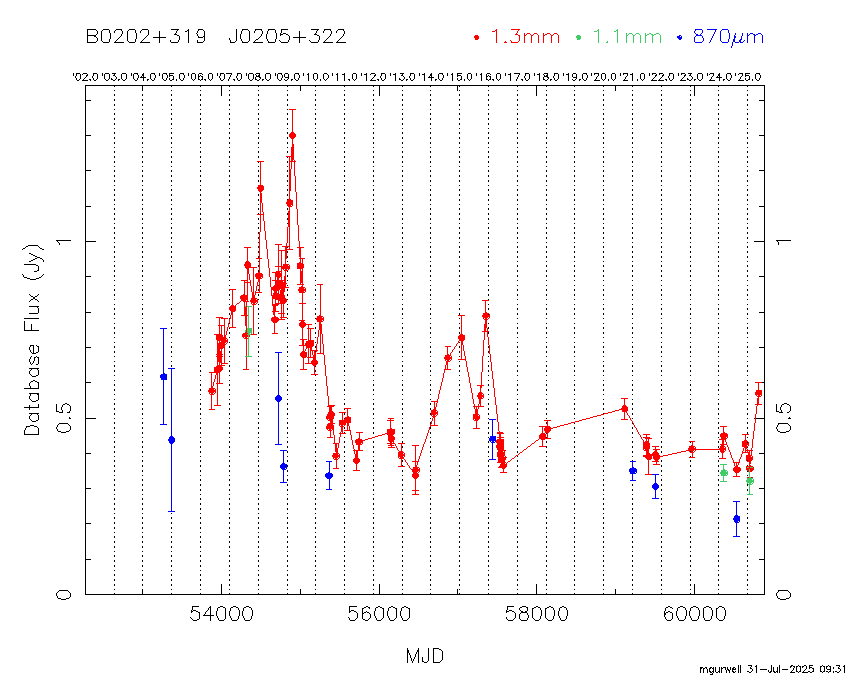 B0202+319 J0205+322 1.3mm 1.1mm 870μm
'02.0 '03.0 '04.0 '05.0 '06.0 '07.0 '08.0 '09.0 '10.0 '11.0 '12.0 '13.0 '14.0 '15.0 '16.0 '17.0 '18.0 '19.0 '20.0 '21.0 '22.0 '23.0 '24.0 '25.0
1 1
Database Flux (Jy)
0.5 0.5
0 0
54000 56000 58000 60000
MJD
mgurwell 31-Jul-2025 09:31